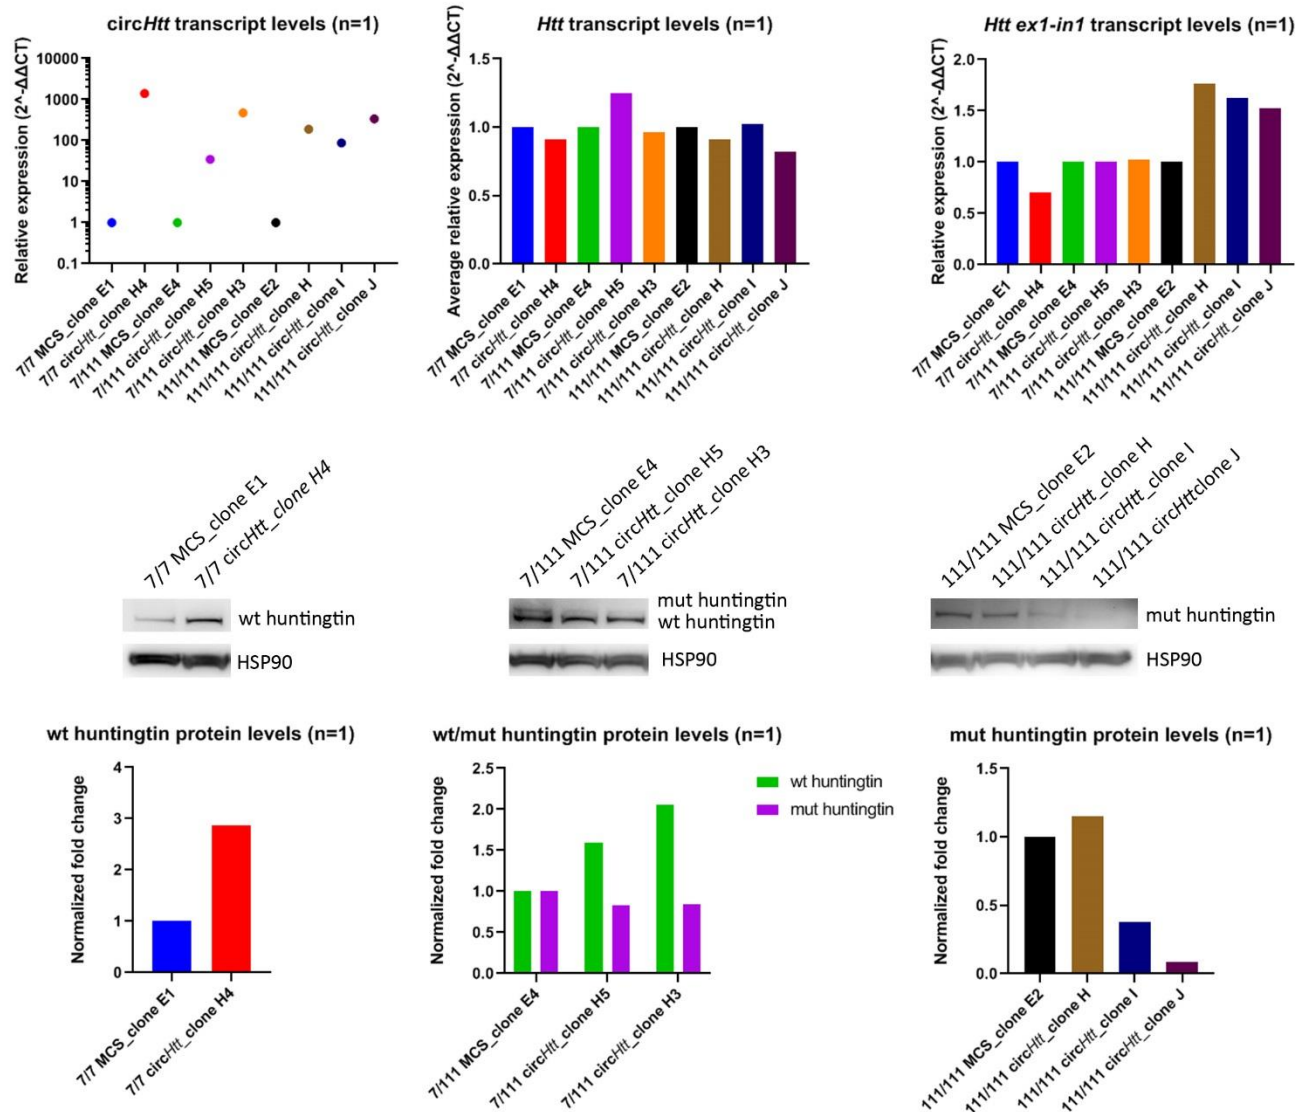 circHtt transcript levels (n=1)
Relative expression (2^-ΔΔCT)
10000
1000
100
10
1
0.1
7/7 MCS_clone E1
7/7 circHtt_clone H4
7/111 MCS_clone E4
7/111 circHtt_clone H5
7/111 circHtt_clone H3
111/111 MCS_clone E2
111/111 circHtt_clone H
111/111 circHtt_clone I
111/111 circHtt_clone J
Htt transcript levels (n=1)
Average relative expression (2^-ΔΔCT)
1.5
1.0
0.5
0.0
7/7 MCS_clone E1
7/7 circHtt_clone H4
7/111 MCS_clone E4
7/111 circHtt_clone H5
7/111 circHtt_clone H3
111/111 MCS_clone E2
111/111 circHtt_clone H
111/111 circHtt_clone I
111/111 circHtt_clone J
Htt ex1-in1 transcript levels (n=1)
Relative expression (2^-ΔΔCT)
2.0
1.5
1.0
0.5
0.0
7/7 MCS_clone E1
7/7 circHtt_clone H4
7/111 MCS_clone E4
7/111 circHtt_clone H5
7/111 circHtt_clone H3
111/111 MCS_clone E2
111/111 circHtt_clone H
111/111 circHtt_clone I
111/111 circHtt_clone J
7/7 MCS_clone E1
7/7 circHtt_clone H4
wt huntingtin
HSP90
7/111 MCS_clone E4
7/111 circHtt_clone H5
7/111 circHtt_clone H3
mut huntingtin
wt huntingtin
HSP90
111/111 MCS_clone E2
111/111 circHtt_clone H
111/111 circHtt_clone I
111/111 circHttclone J
mut huntingtin
HSP90
wt huntingtin protein levels (n=1)
Normalized fold change
4
3
2
1
0
7/7 MCS_clone E1
7/7 circHtt_clone H4
wt/mut huntingtin protein levels (n=1)
Normalized fold change
2.5
2.0
1.5
1.0
0.5
0.0
7/111 MCS_clone E4
7/111 circHtt_clone H5
7/111 circHtt_clone H3
wt huntingtin
mut huntingtin
mut huntingtin protein levels (n=1)
Normalized fold change
1.5
1.0
0.5
0.0
111/111 MCS_clone E2
111/111 circHtt_clone H
111/111 circHtt_clone I
111/111 circHtt_clone J